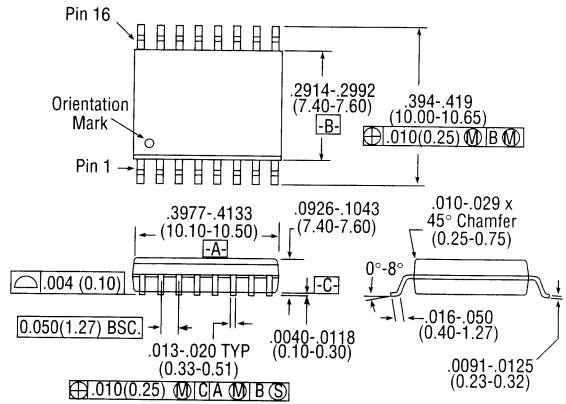 Pin 16
.2914-.2992
(7.40-7.60)
-B-
.394-.419
(10.00-10.65)
⌖ .010(0.25) Ⓜ B Ⓜ
Orientation
Mark
Pin 1
.3977-.4133
(10.10-10.50)
-A-
.0926-.1043
(7.40-7.60)
.010-.029 x
45° Chamfer
(0.25-0.75)
0°-8°
⌓ .004 (0.10)
-C-
0.050(1.27) BSC.
.013-.020 TYP
(0.33-0.51)
.0040-.0118
(0.10-0.30)
.016-.050
(0.40-1.27)
.0091-.0125
(0.23-0.32)
⌖ .010(0.25) Ⓜ C A Ⓜ B Ⓢ